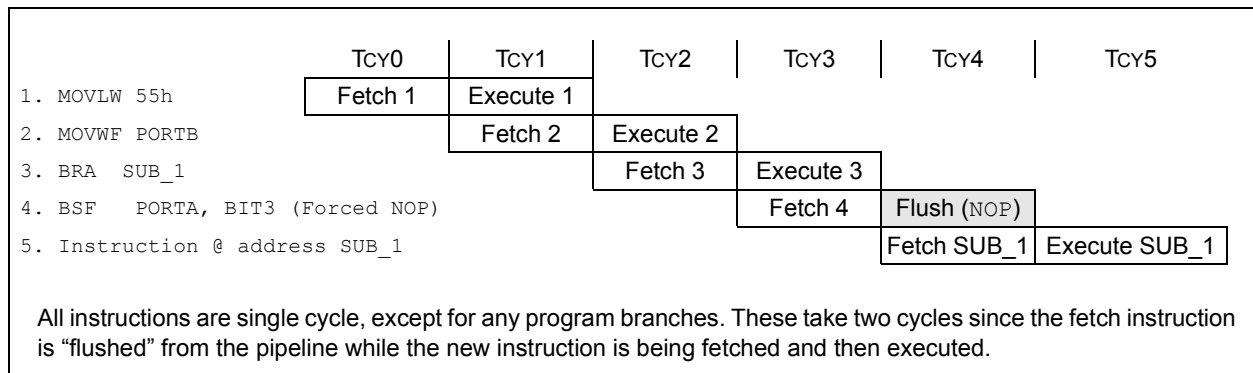 TCY0 TCY1 TCY2 TCY3 TCY4 TCY5
1. MOVLW 55h Fetch 1 Execute 1
2. MOVWF PORTB Fetch 2 Execute 2
3. BRA SUB_1 Fetch 3 Execute 3
4. BSF PORTA, BIT3 (Forced NOP) Fetch 4 Flush (NOP)
5. Instruction @ address SUB_1 Fetch SUB_1 Execute SUB_1
All instructions are single cycle, except for any program branches. These take two cycles since the fetch instruction
is “flushed” from the pipeline while the new instruction is being fetched and then executed.